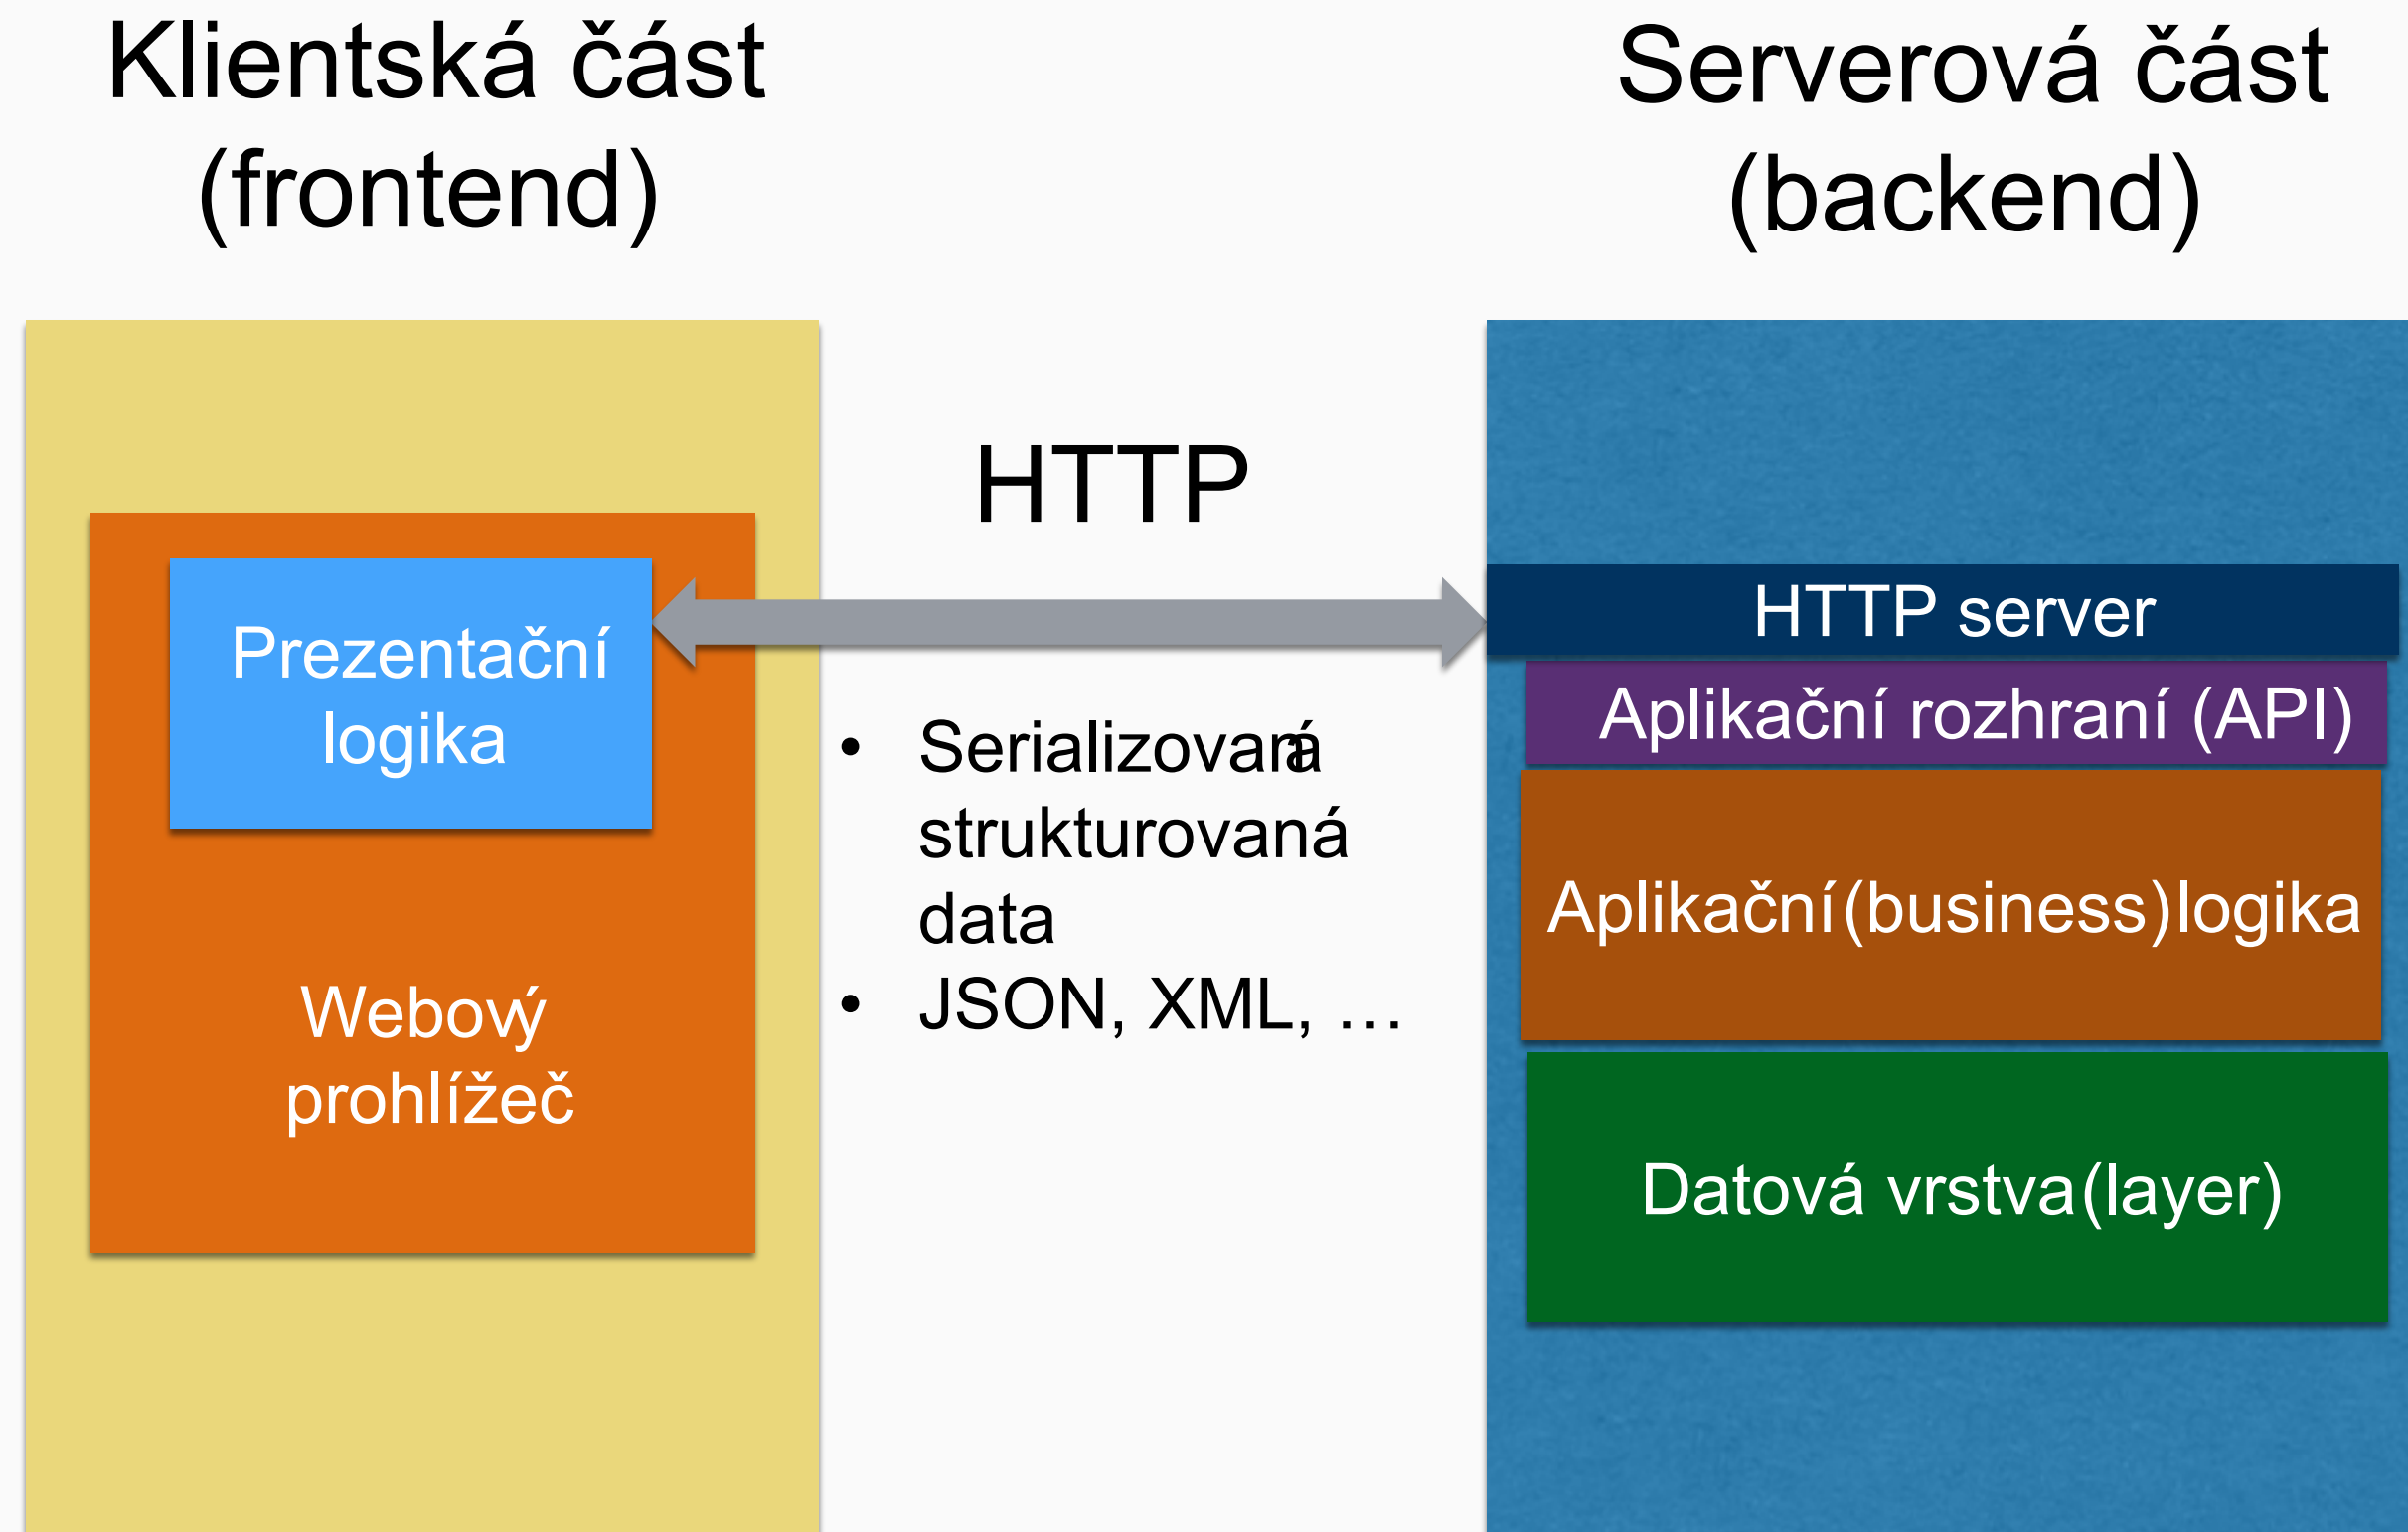 Klientská část
(frontend)
Serverová část
(backend)
HTTP
Prezentační
logika
Webový
prohlížeč
• Serializovaná
strukturovaná
data
• JSON, XML, …
HTTP server
Aplikační rozhraní (API)
Aplikační(business)logika
Datová vrstva(layer)